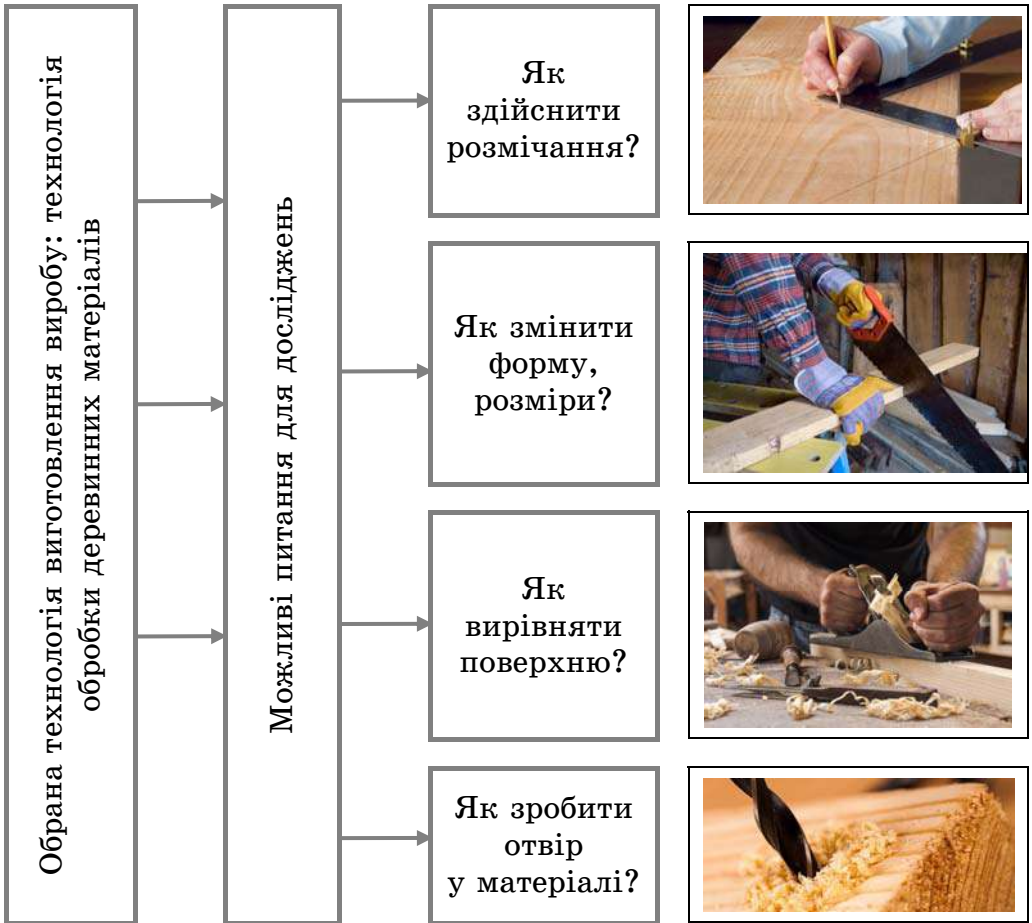 Обрана технологія виготовлення виробу: технологія
обробки деревинних матеріалів
Можливі питання для досліджень
Як
здійснити
розмічання?
Як змінити
форму,
розміри?
Як
вирівняти
поверхню?
Як зробити
отвір
у матеріалі?